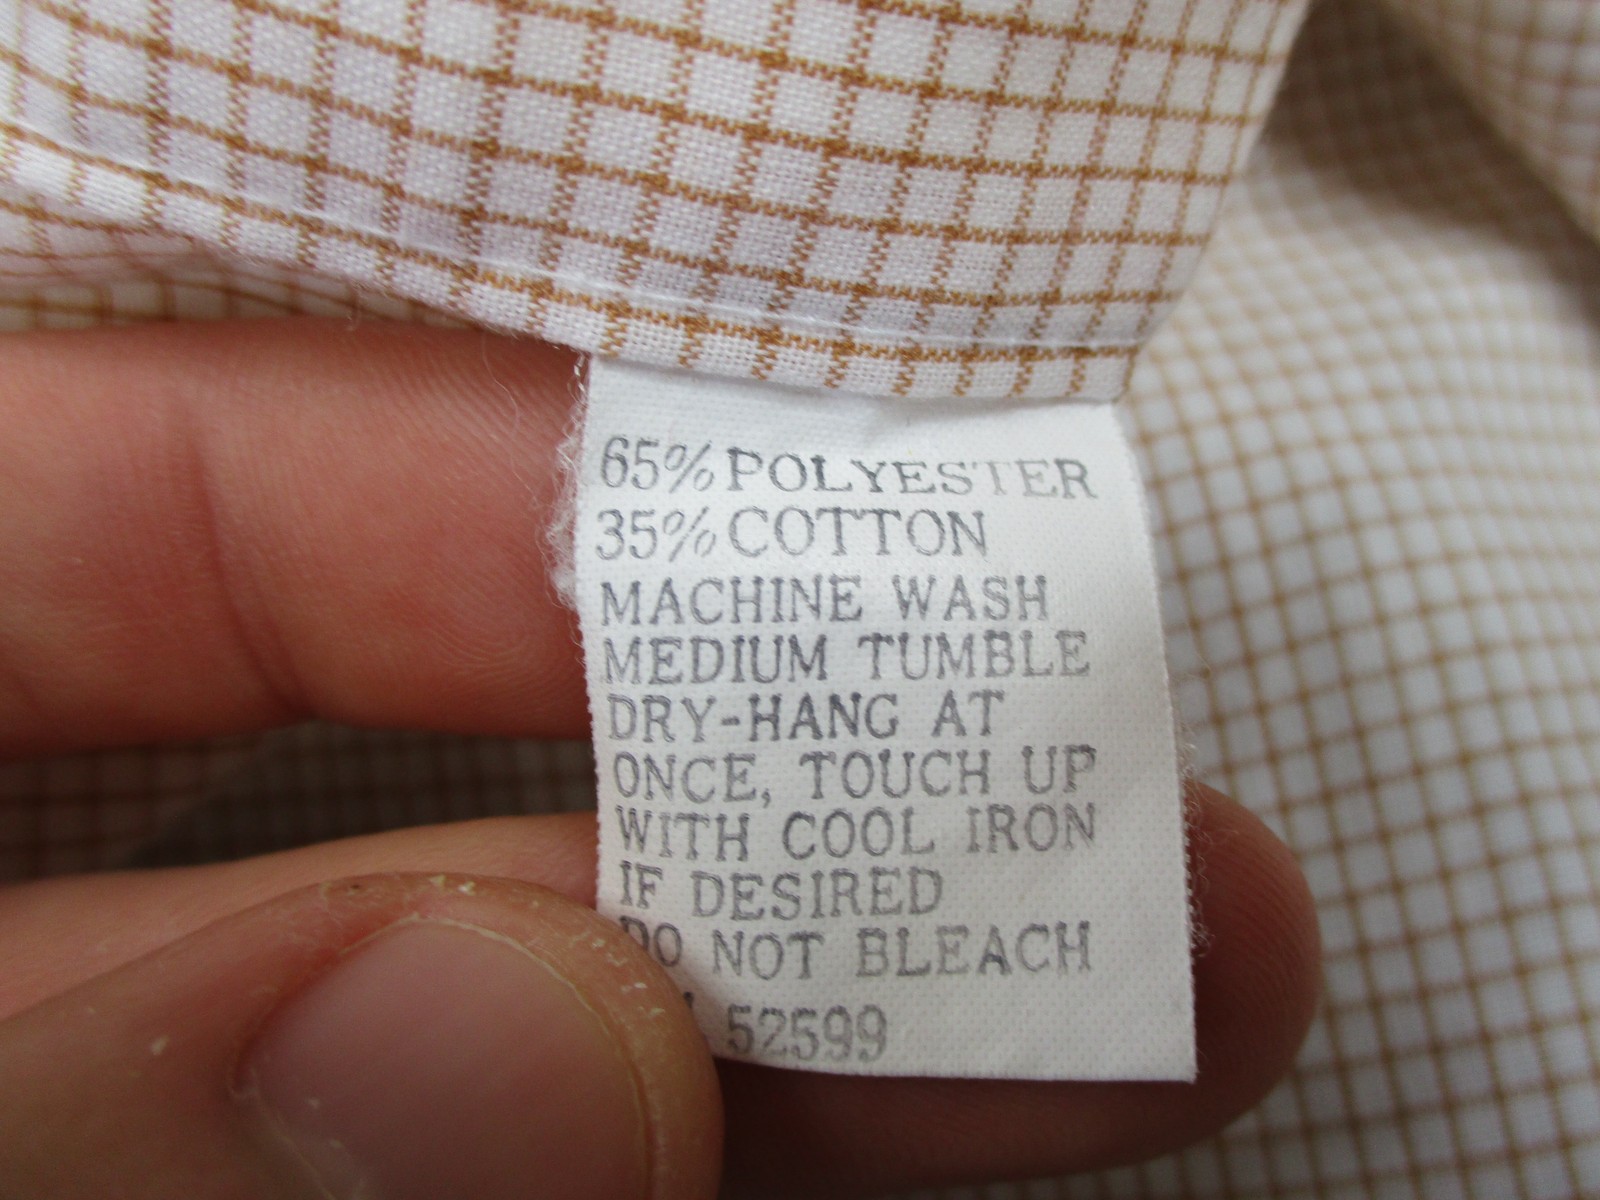 65% POLYESTER
35% COTTON
MACHINE WASH
MEDIUM TUMBLE
DRY-HANG AT
ONCE, TOUCH UP
WITH COOL IRON
IF DESIRED
DO NOT BLEACH
52599